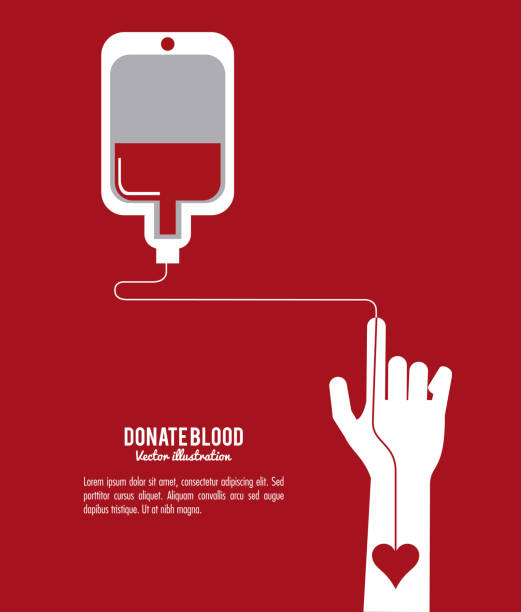 DONATE BLOOD
Vector illustration
Lorem ipsum dolor sit amet, consectetur adipiscing elit. Sed
porttitor cursus aliquet. Aliquam convallis arcu sed diam
dapibus tristique. Ut at nibh magna.